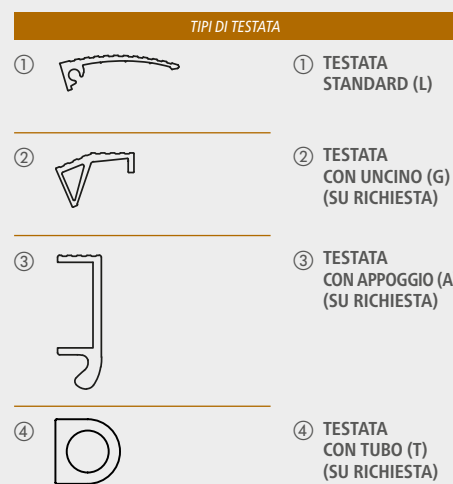 TIPI DI TESTATA
①
① TESTATA
STANDARD (L)
②
② TESTATA
CON UNCINO (G)
(SU RICHIESTA)
③
③ TESTATA
CON APPOGGIO (A
(SU RICHIESTA)
④
④ TESTATA
CON TUBO (T)
(SU RICHIESTA)